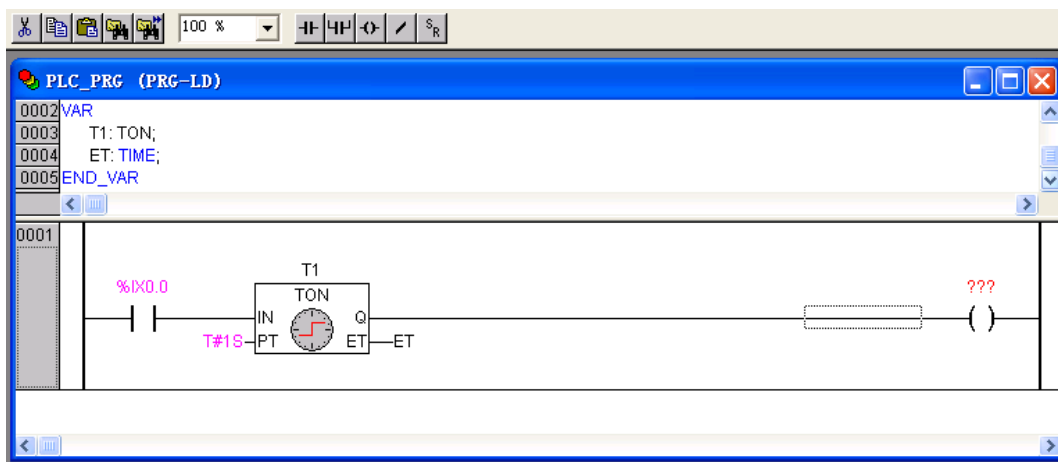 100 %
S
R
PLC_PRG (PRG-LD)
0002 VAR
0003 T1: TON;
0004 ET: TIME;
0005 END_VAR
0001
T1
%IX0.0
TON
???
IN
Q
T#1S
PT
ET
ET